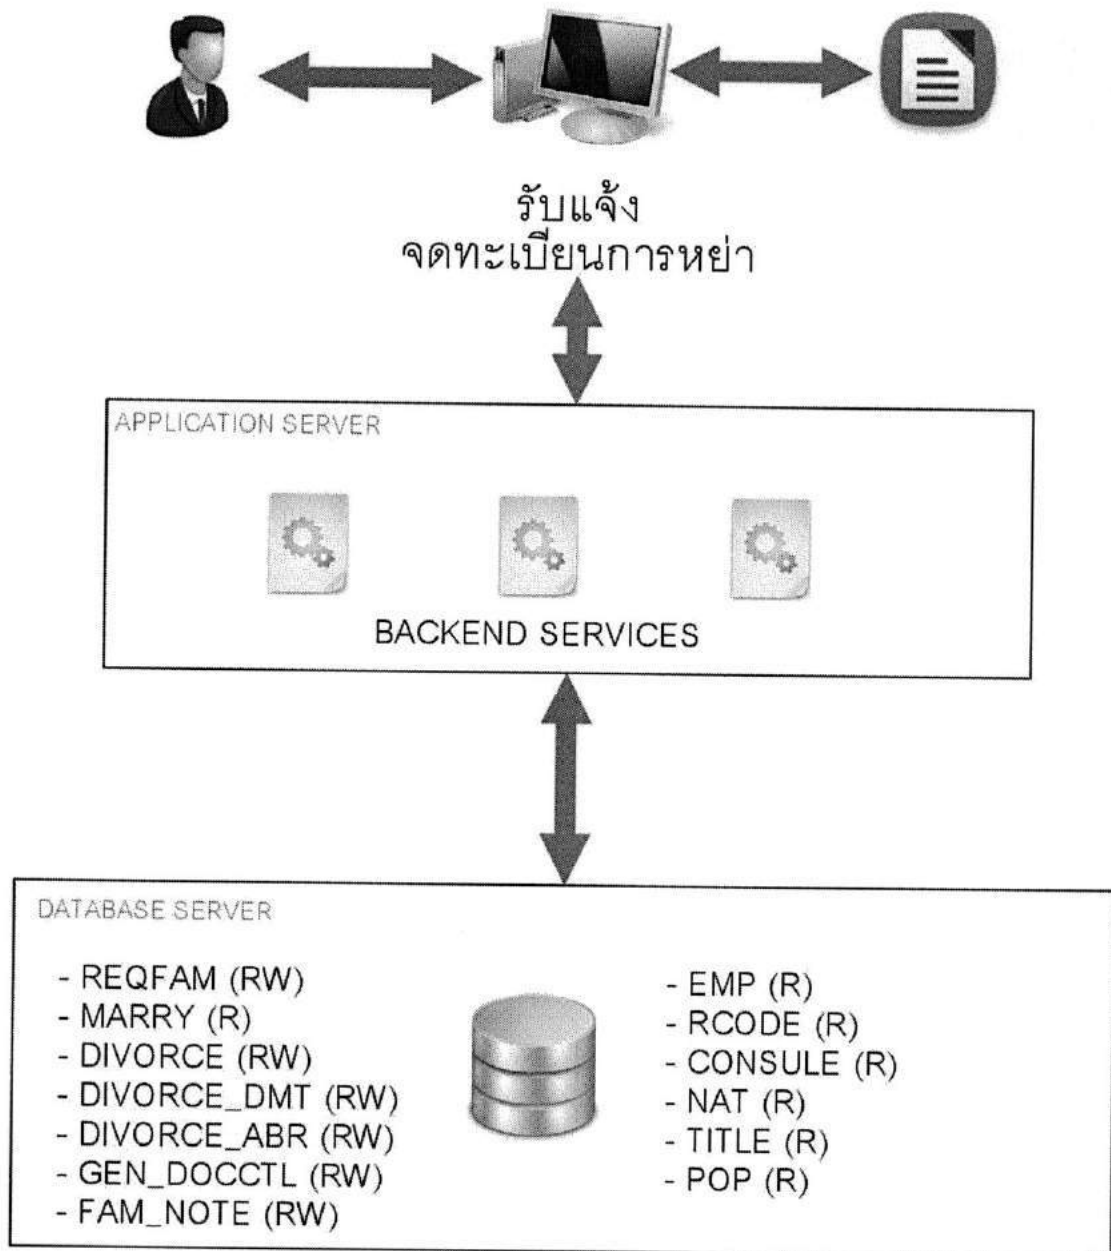 รับแจ้ง
จดทะเบียนการหย่า
APPLICATION SERVER
BACKEND SERVICES
DATABASE SERVER
- REQFAM (RW)
- MARRY (R)
- DIVORCE (RW)
- DIVORCE_DMT (RW)
- DIVORCE_ABR (RW)
- GEN_DOCCTL (RW)
- FAM_NOTE (RW)
- EMP (R)
- RCODE (R)
- CONSULE (R)
- NAT (R)
- TITLE (R)
- POP (R)